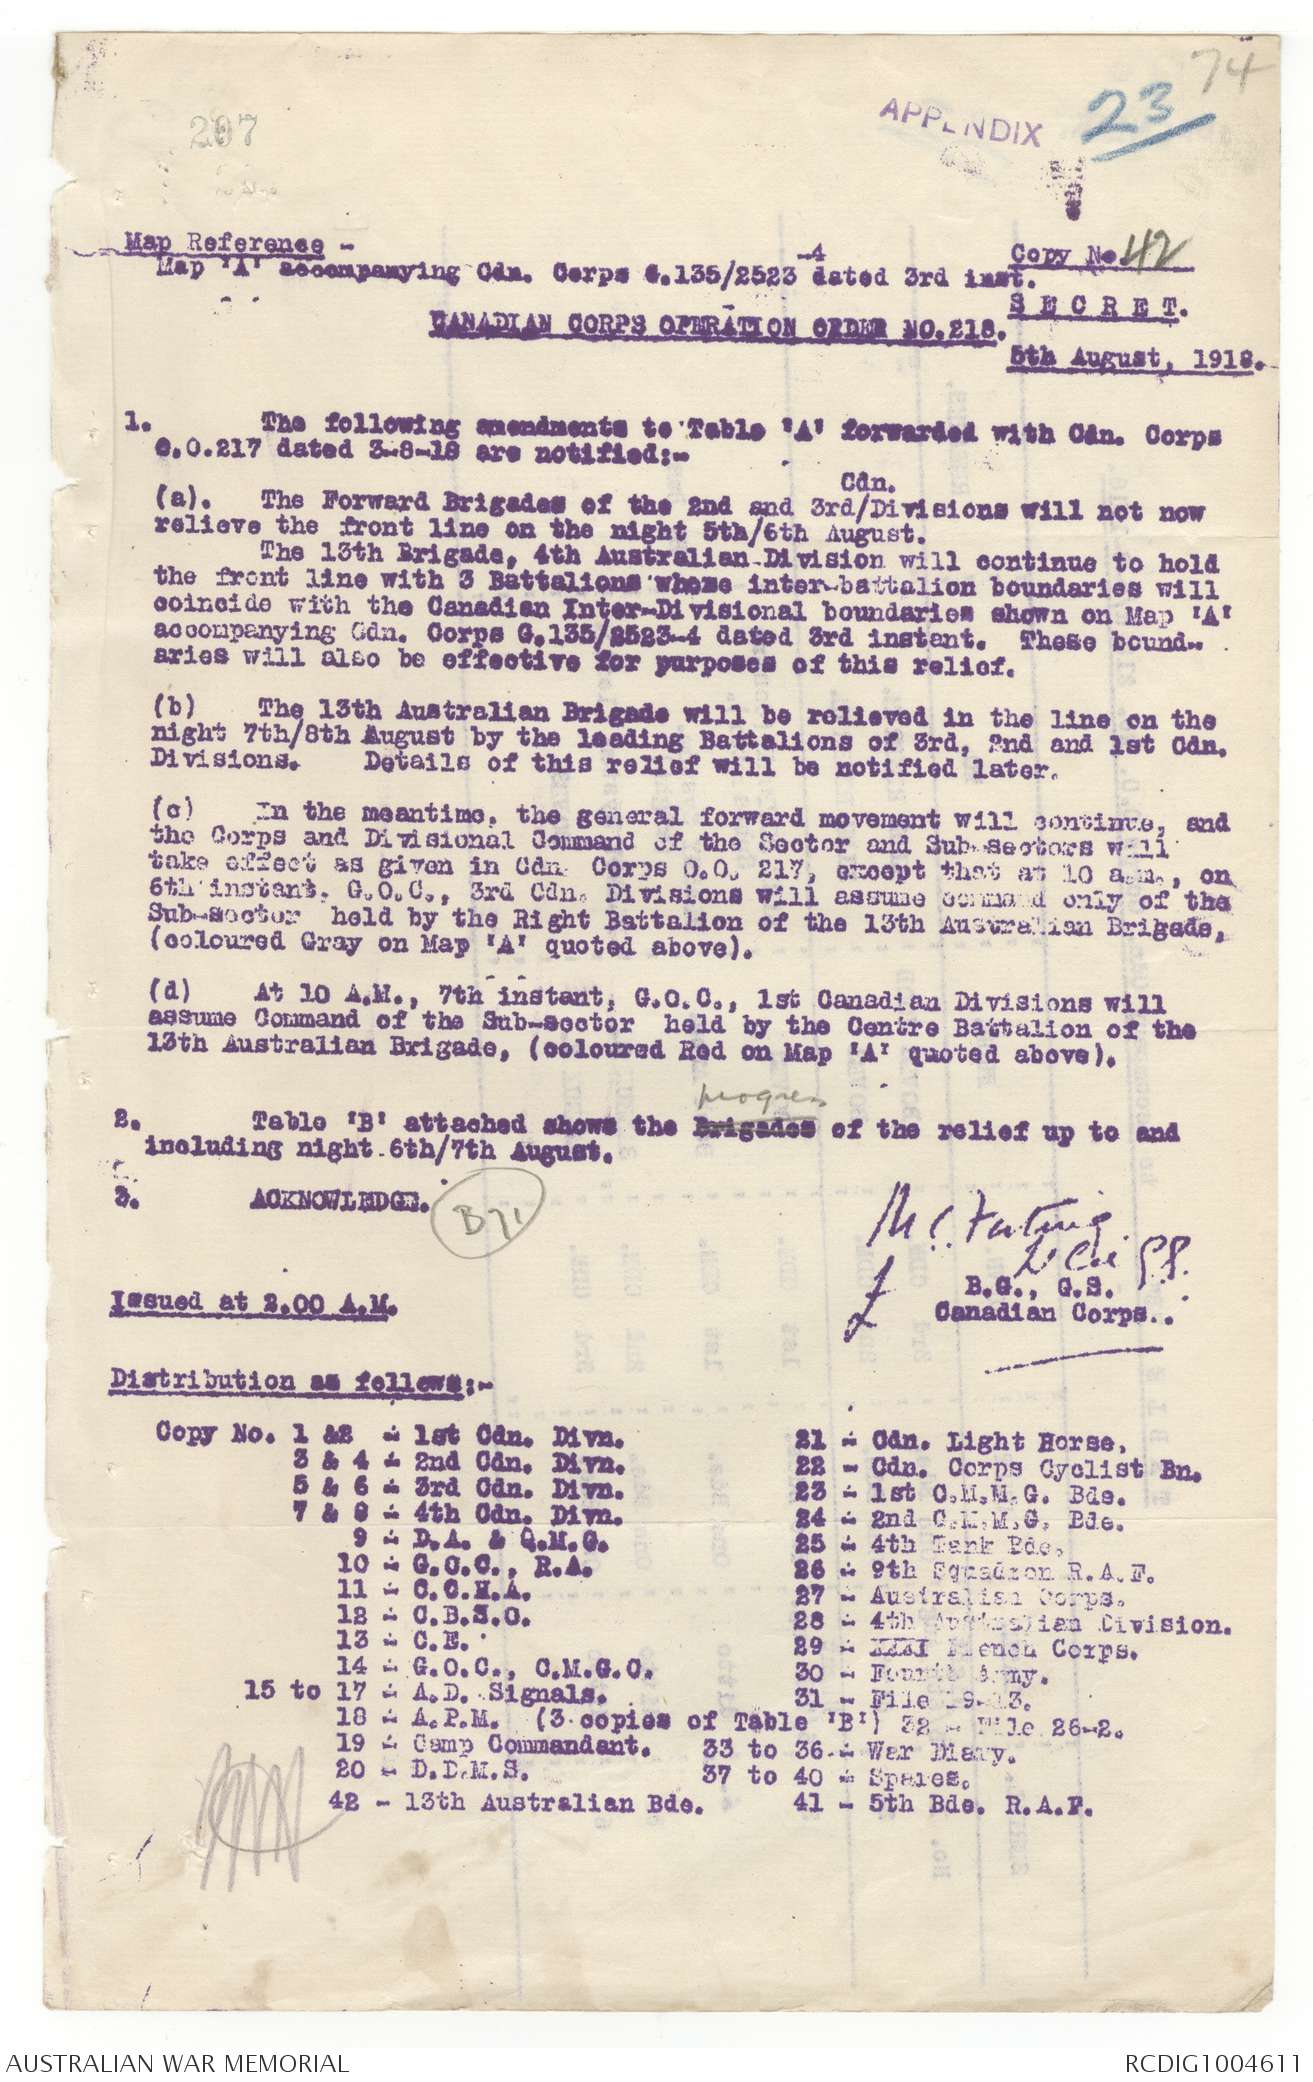 74
207
APPENDIX 23
Map Reference -
Copy No. 42
Map 'A' accompanying Cdn. Corps G.135/2523-4 dated 3rd inst.
S E C R E T.
CANADIAN CORPS OPERATION ORDER NO.218.
5th August, 1918.
1. The following amendments to Table 'A' forwarded with Cdn. Corps
O.O.217 dated 3-8-18 are notified:-
Cdn.
(a). The Forward Brigades of the 2nd and 3rd/Divisions will not now
relieve the front line on the night 5th/6th August.
The 13th Brigade, 4th Australian Division will continue to hold
the front line with 3 Battalions whose inter-battalion boundaries will
coincide with the Canadian Inter-Divisional boundaries shown on Map 'A'
accompanying Cdn. Corps G.135/2523-4 dated 3rd instant. These bound-
aries will also be effective for purposes of this relief.
(b) The 13th Australian Brigade will be relieved in the line on the
night 7th/8th August by the leading Battalions of 3rd, 2nd and 1st Cdn.
Divisions. Details of this relief will be notified later.
(c) In the meantime, the general forward movement will continue, and
the Corps and Divisional Command of the Sector and Sub-sectors will
take effect as given in Cdn. Corps O.O. 217, except that at 10 a.m., on
6th instant, G.O.C., 3rd Cdn. Divisions will assume command only of the
Sub-sector held by the Right Battalion of the 13th Australian Brigade,
(coloured Gray on Map 'A' quoted above).
(d) At 10 A.M., 7th instant, G.O.C., 1st Canadian Divisions will
assume Command of the Sub-sector held by the Centre Battalion of the
13th Australian Brigade, (coloured Red on Map 'A' quoted above).
progress
2. Table 'B' attached shows the Brigades of the relief up to and
including night 6th/7th August.
3. ACKNOWLEDGE.
B71
B.G., G.S.
Issued at 2.00 A.M.
Canadian Corps.
Distribution as follows:-
Copy No. 1 &2 - 1st Cdn. Divn.
3 & 4 - 2nd Cdn. Divn.
5 & 6 - 3rd Cdn. Divn.
7 & 8 - 4th Cdn. Divn.
9 - D.A. & Q.M.G.
10 - G.O.C., R.A.
11 - C.C.H.A.
12 - C.B.S.O.
13 - C.E.
14 - G.O.C., C.M.G.C.
15 to 17 - A.D. Signals.
18 - A.P.M. (3 copies of Table 'B')
19 - Camp Commandant.
20 - D.D.M.S.
42 - 13th Australian Bde.
21 - Cdn. Light Horse.
22 - Cdn. Corps Cyclist Bn.
23 - 1st C.M.M.G. Bde.
24 - 2nd C.M.M.G. Bde.
25 - 4th Tank Bde.
26 - 9th Squadron R.A.F.
27 - Australian Corps.
28 - 4th Australian Division.
29 - XXXI French Corps.
30 - Fourth Army.
31 - File 19-13.
32 - File 26-2.
33 to 36 - War Diary.
37 to 40 - Spares.
41 - 5th Bde. R.A.F.
AUSTRALIAN WAR MEMORIAL
RCDIG1004611